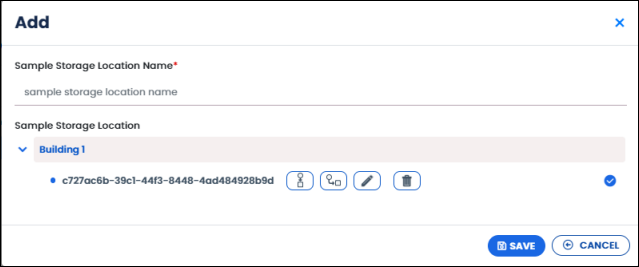 Add
Sample Storage Location Name*
sample storage location name
Sample Storage Location
Building 1
c727ac6b-39c1-44f3-8448-4ad484928b9d
SAVE
CANCEL